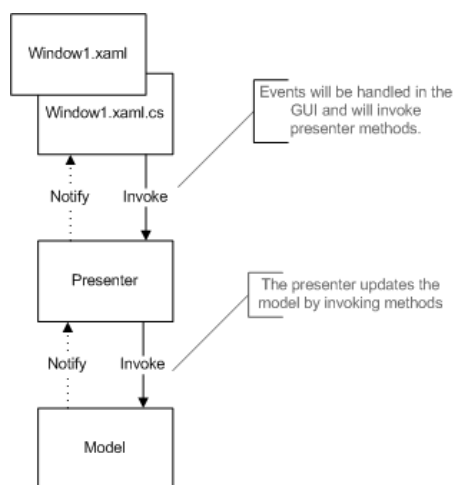 Window1.xaml
Window1.xaml.cs
Events will be handled in the
GUI and will invoke
presenter methods.
Notify
Invoke
Presenter
The presenter updates the
model by invoking methods
Notify
Invoke
Model